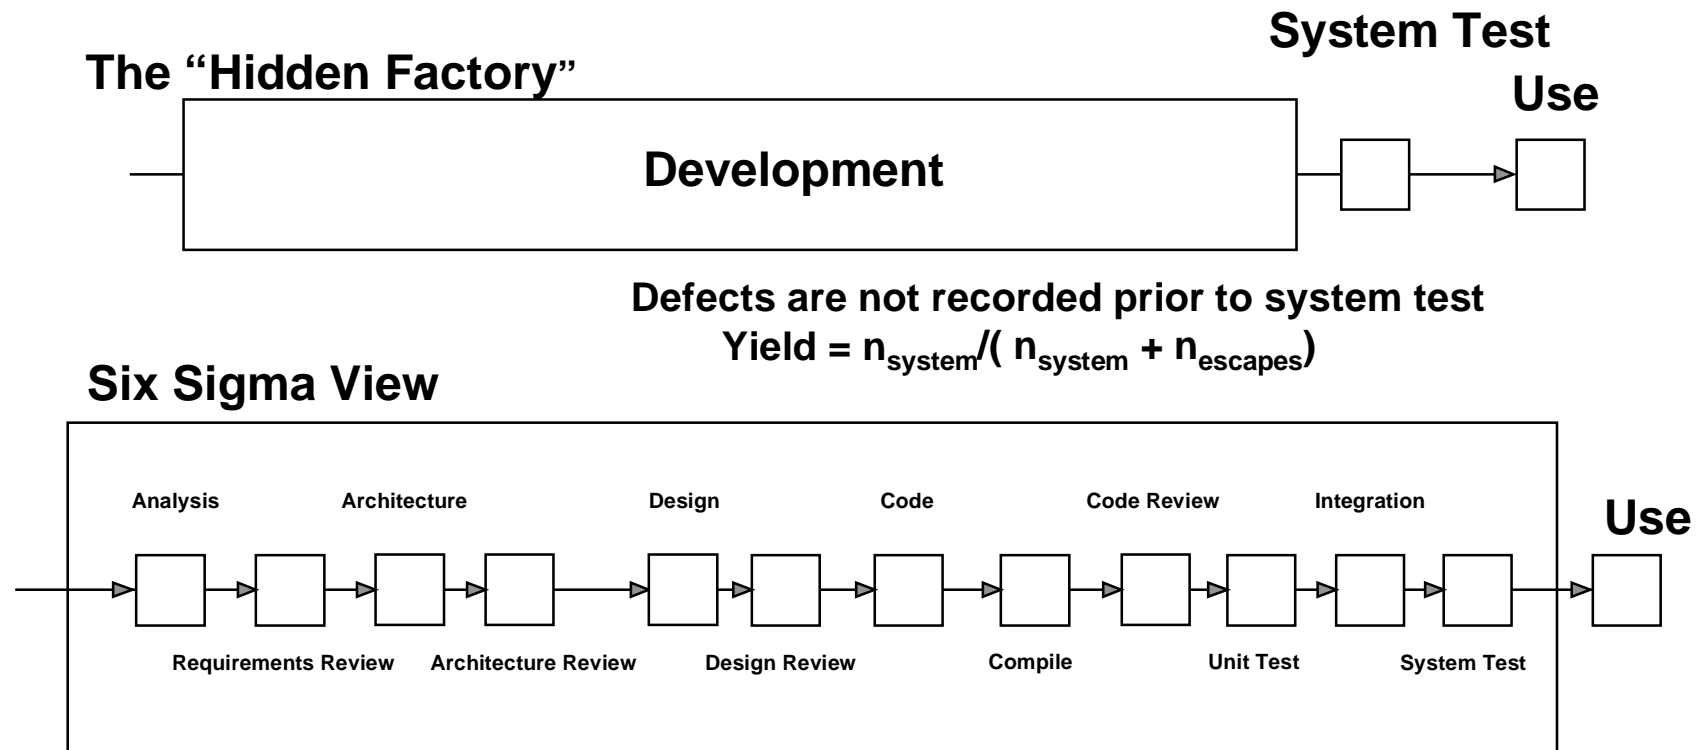 System Test
The “Hidden Factory”
Use
Development
Defects are not recorded prior to system test
Yield = nsystem/( nsystem + nescapes)
Six Sigma View
Analysis Architecture Design Code Code Review Integration
Use
Requirements Review Architecture Review Design Review Compile Unit Test System Test